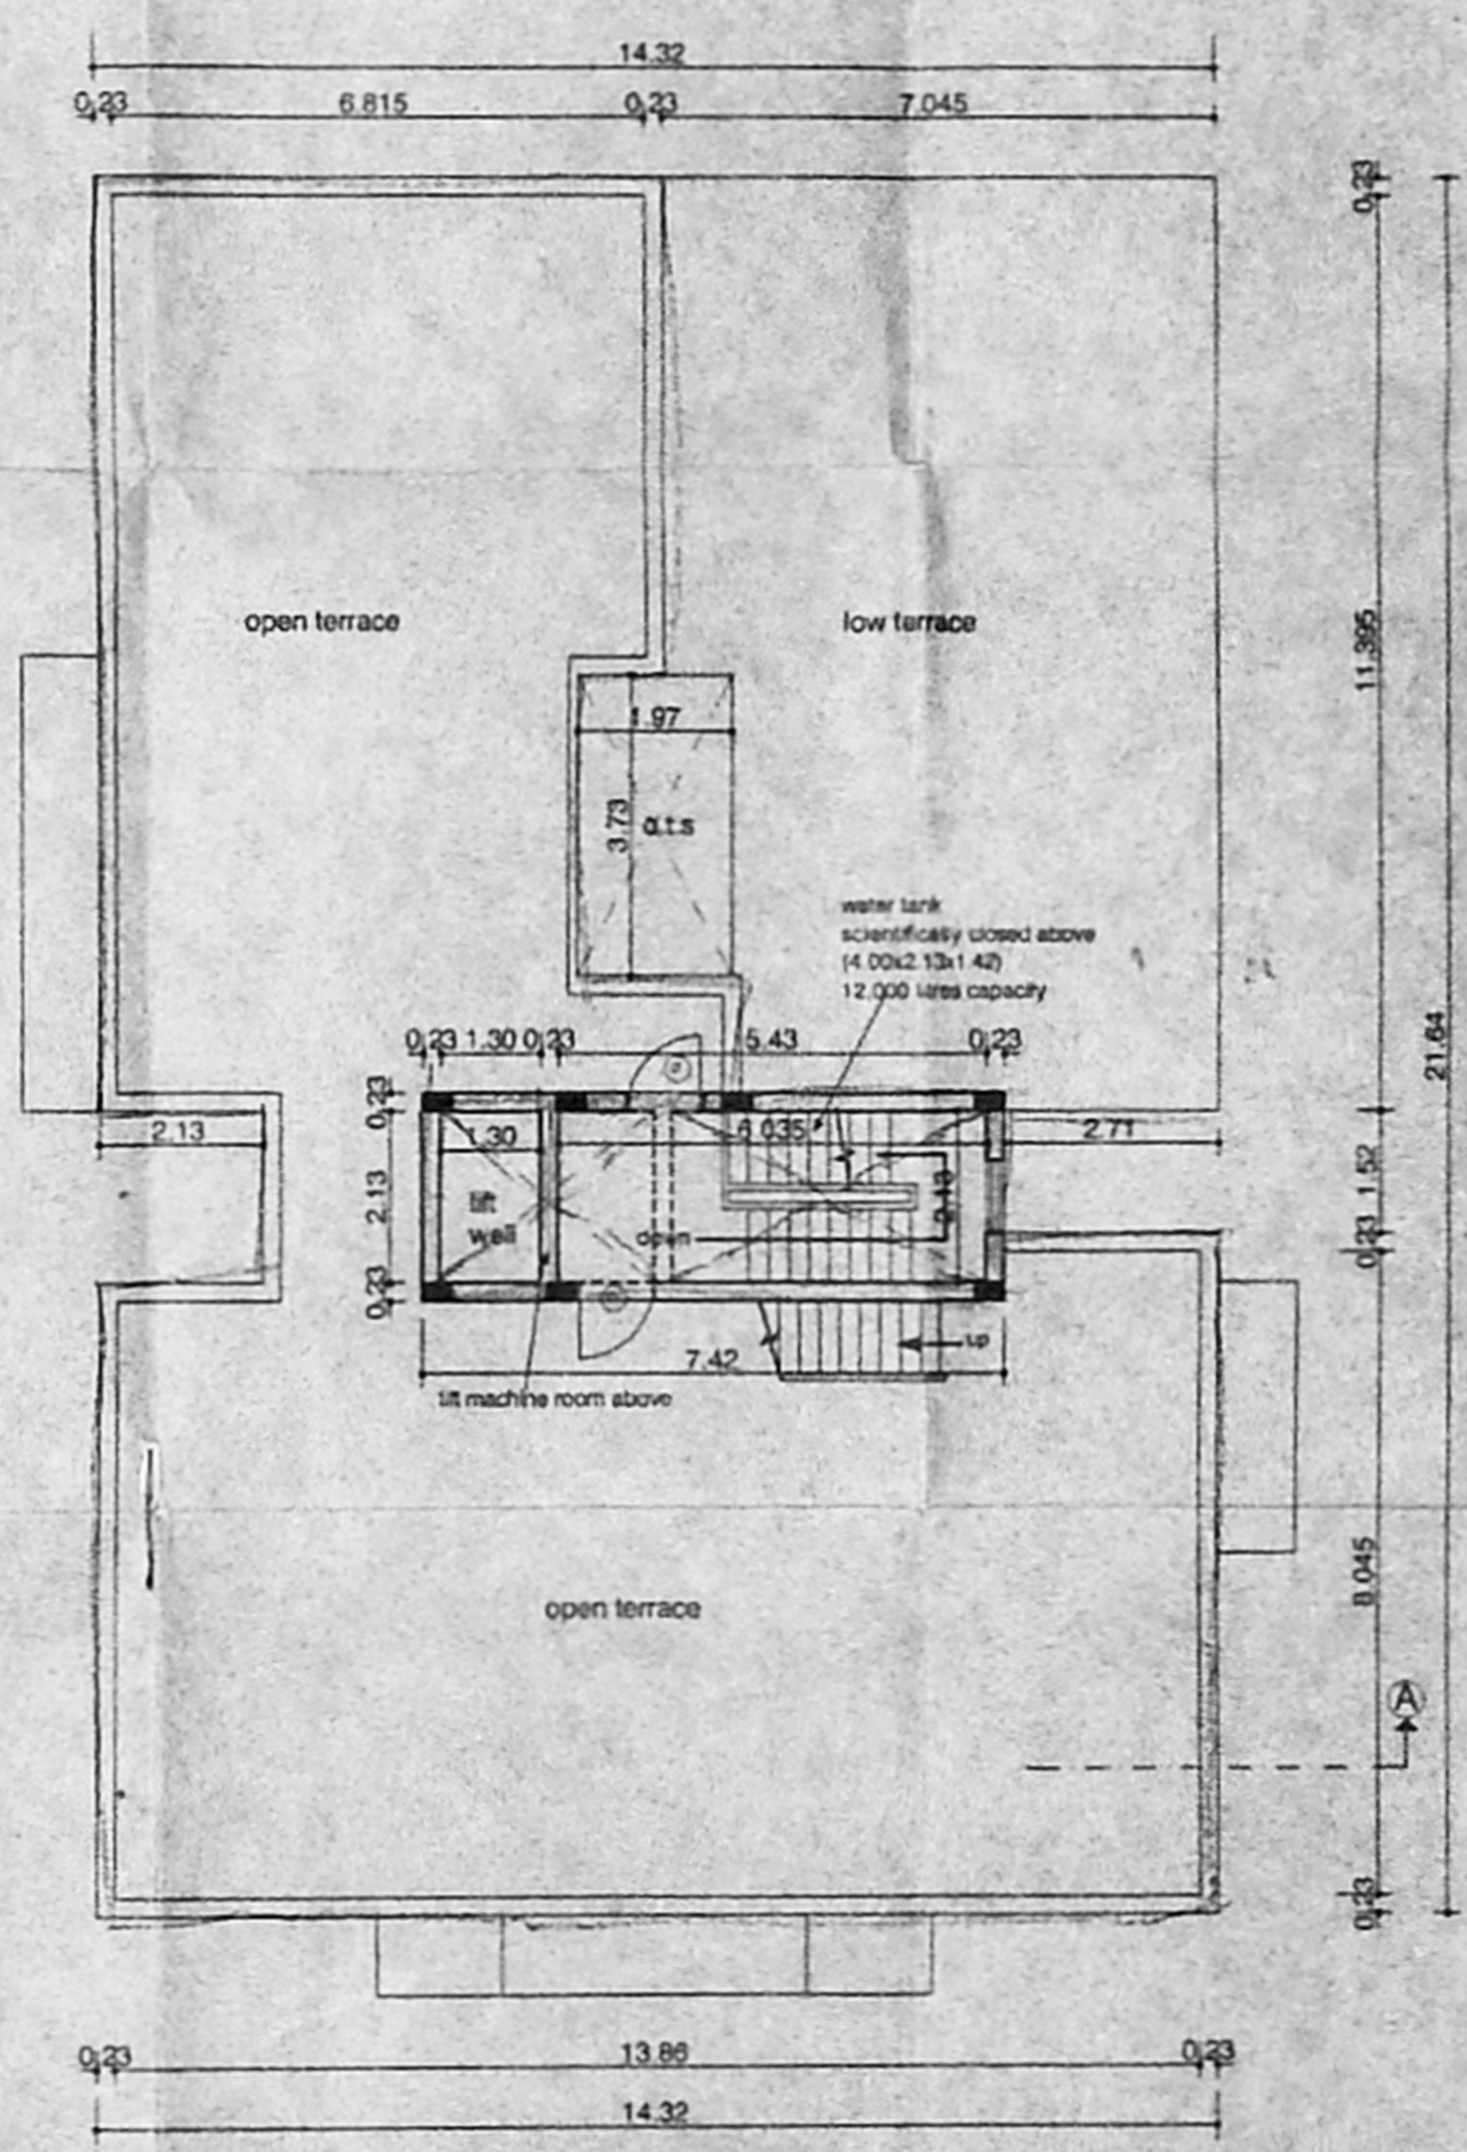 14.32
0.23 6.815 0.23 7.045
0.23
open terrace
low terrace
11.395
1.97
3.73
o.t.s
water tank
scientifically closed above
(4.00x2.13x1.42)
12,000 litres capacity
21.64
0.23 1.30 0.23 5.43 0.23
0.23
2.13
1.30
6.035
2.71
1.52
2.13
lift
well
down
2.13
0.23
0.23
up
7.42
lift machine room above
8.045
open terrace
A
0.23
0.23 13.86 0.23
14.32